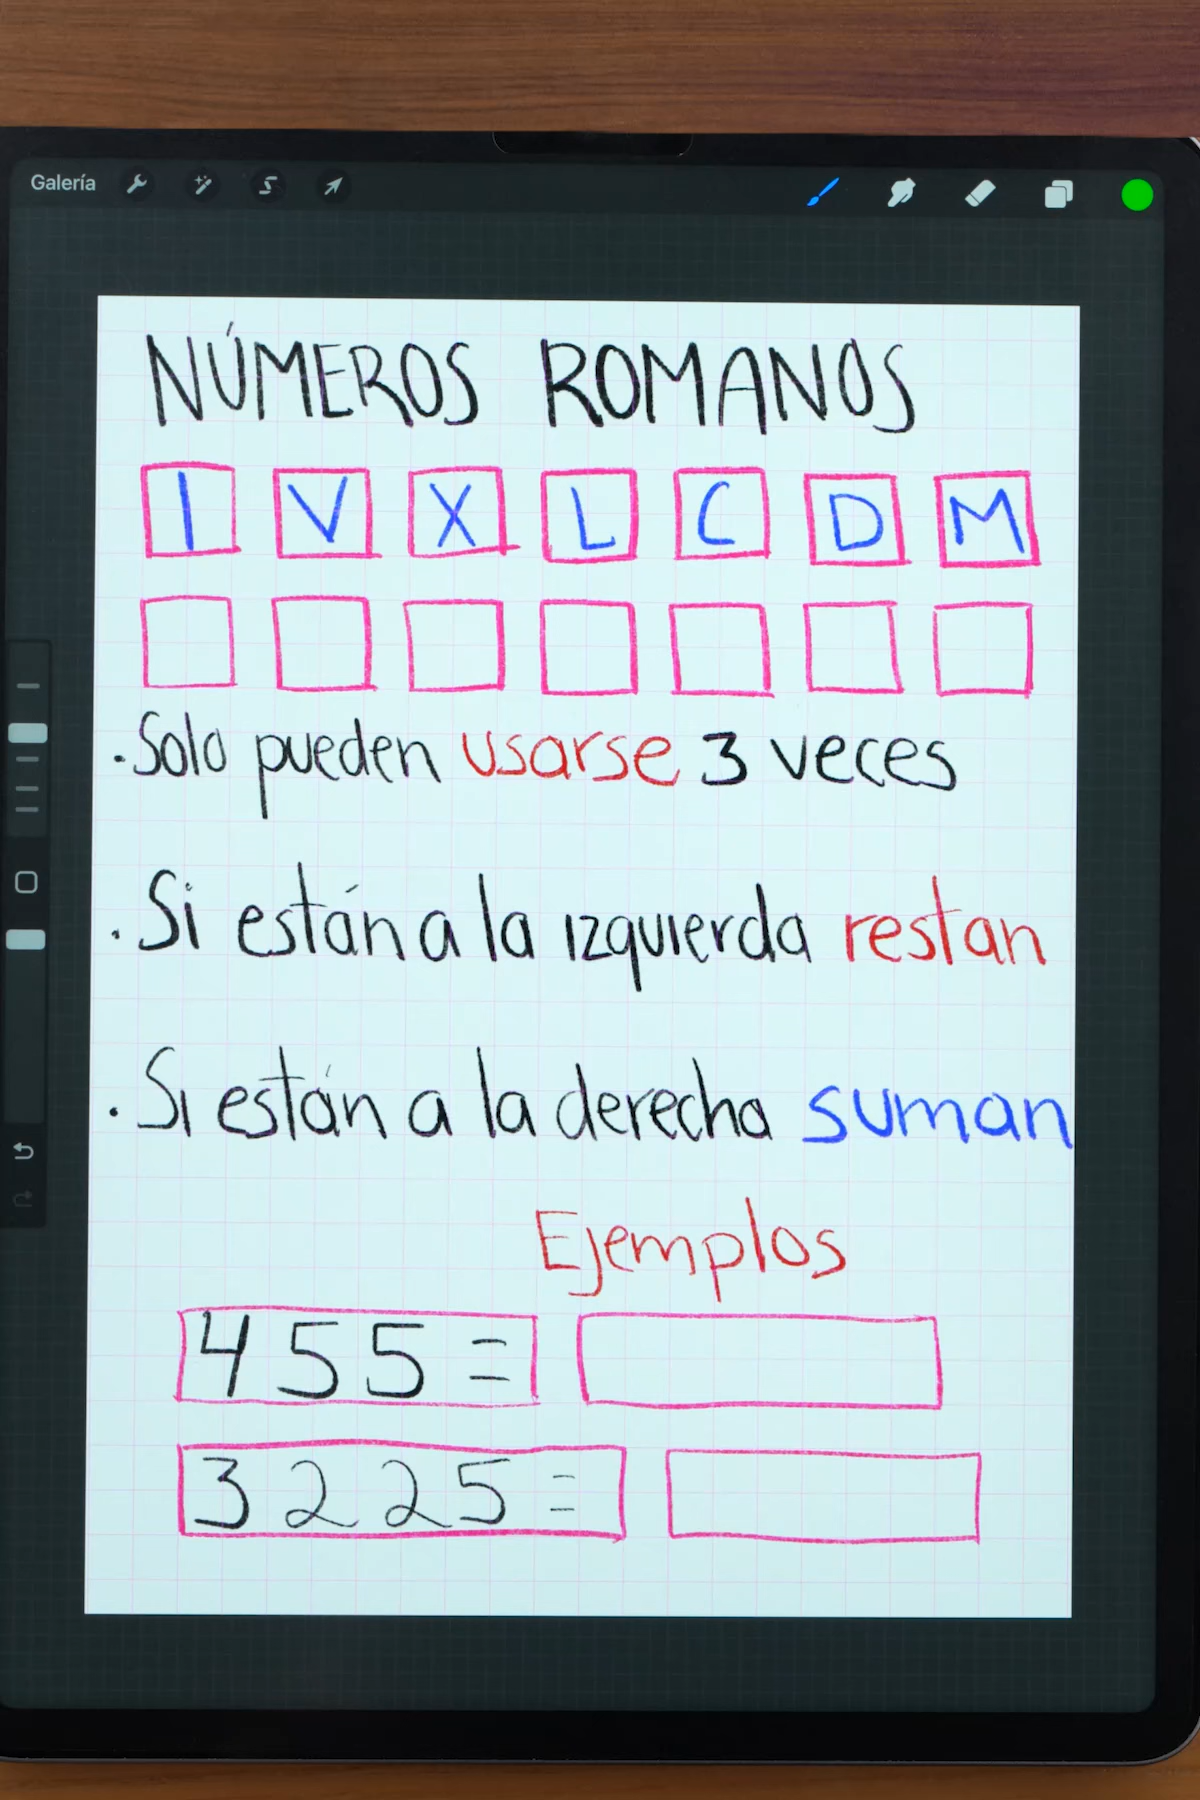 Galería
NÚMEROS ROMANOS
I V X L C D M
.Solo pueden usarse 3 veces
.Si están a la izquierda restan
.Si están a la derecha suman
Ejemplos
455=
3225=